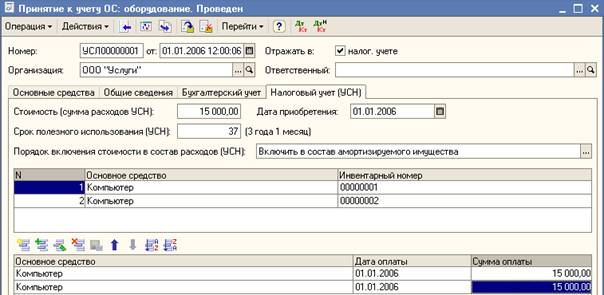 Принятие к учету ОС: оборудование. Проведен
Операция Действия Перейти ? Дт Кт Дт Н Кт
Номер: УСЛ00000001 от: 01.01.2006 12:00:06 Отражать в: налог. учете
Организация: ООО "Услуги" ... Ответственный: ...
Основные средства Общие сведения Бухгалтерский учет Налоговый учет (УСН)
Стоимость (сумма расходов УСН): 15 000,00 Дата приобретения: 01.01.2006
Срок полезного использования (УСН): 37 (3 года 1 месяц)
Порядок включения стоимости в состав расходов (УСН): Включить в состав амортизируемого имущества ...
N Основное средство Инвентарный номер
1 Компьютер 00000001
2 Компьютер 00000002
Основное средство Дата оплаты Сумма оплаты
Компьютер 01.01.2006 15 000,00
Компьютер 01.01.2006 15 000,00